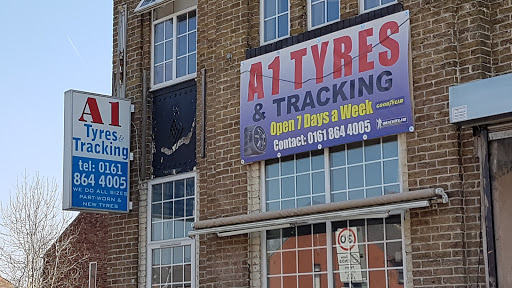 A1
Tyres &
Tracking
tel: 0161
864 4005
WE DO ALL SIZES
PART-WORN &
NEW TYRES
A1 TYRES
& TRACKING
Open 7 Days a Week
Contact: 0161 864 4005
GOODYEAR
MICHELIN